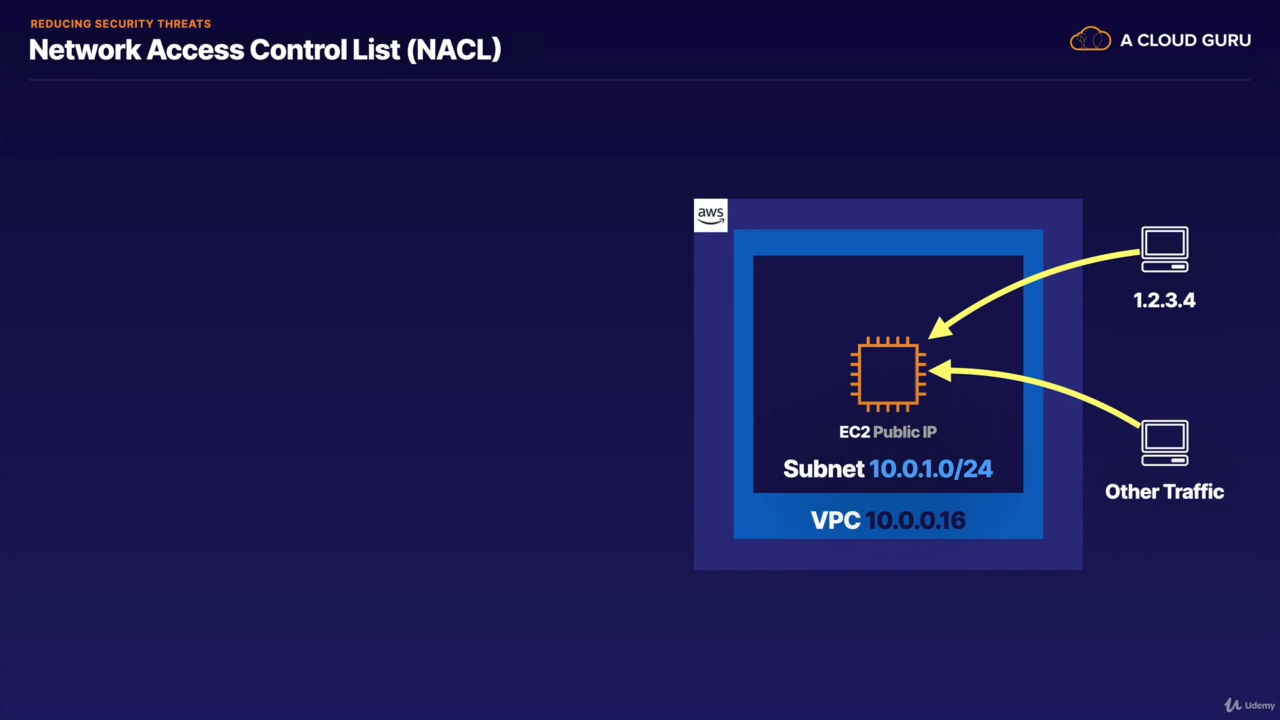 REDUCING SECURITY THREATS
Network Access Control List (NACL)
A CLOUD GURU
aws
1.2.3.4
EC2 Public IP
Subnet 10.0.1.0/24
Other Traffic
VPC 10.0.0.16
Udemy